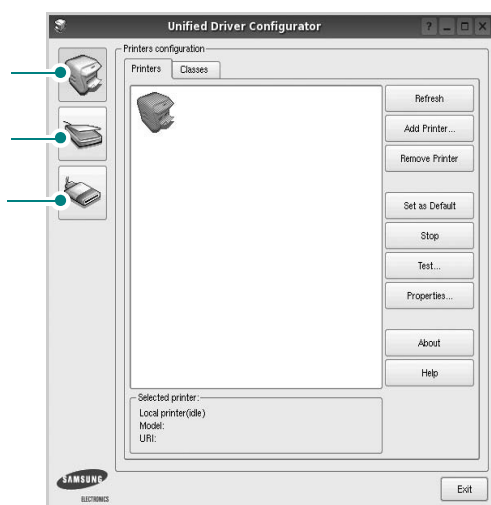 Unified Driver Configurator
?
Printers configuration
Printers
Classes
Refresh
Add Printer...
Remove Printer
Set as Default
Stop
Test...
Properties...
About
Help
Selected printer:
Local printer(idle)
Model:
URI:
SAMSUNG
ELECTRONICS
Exit